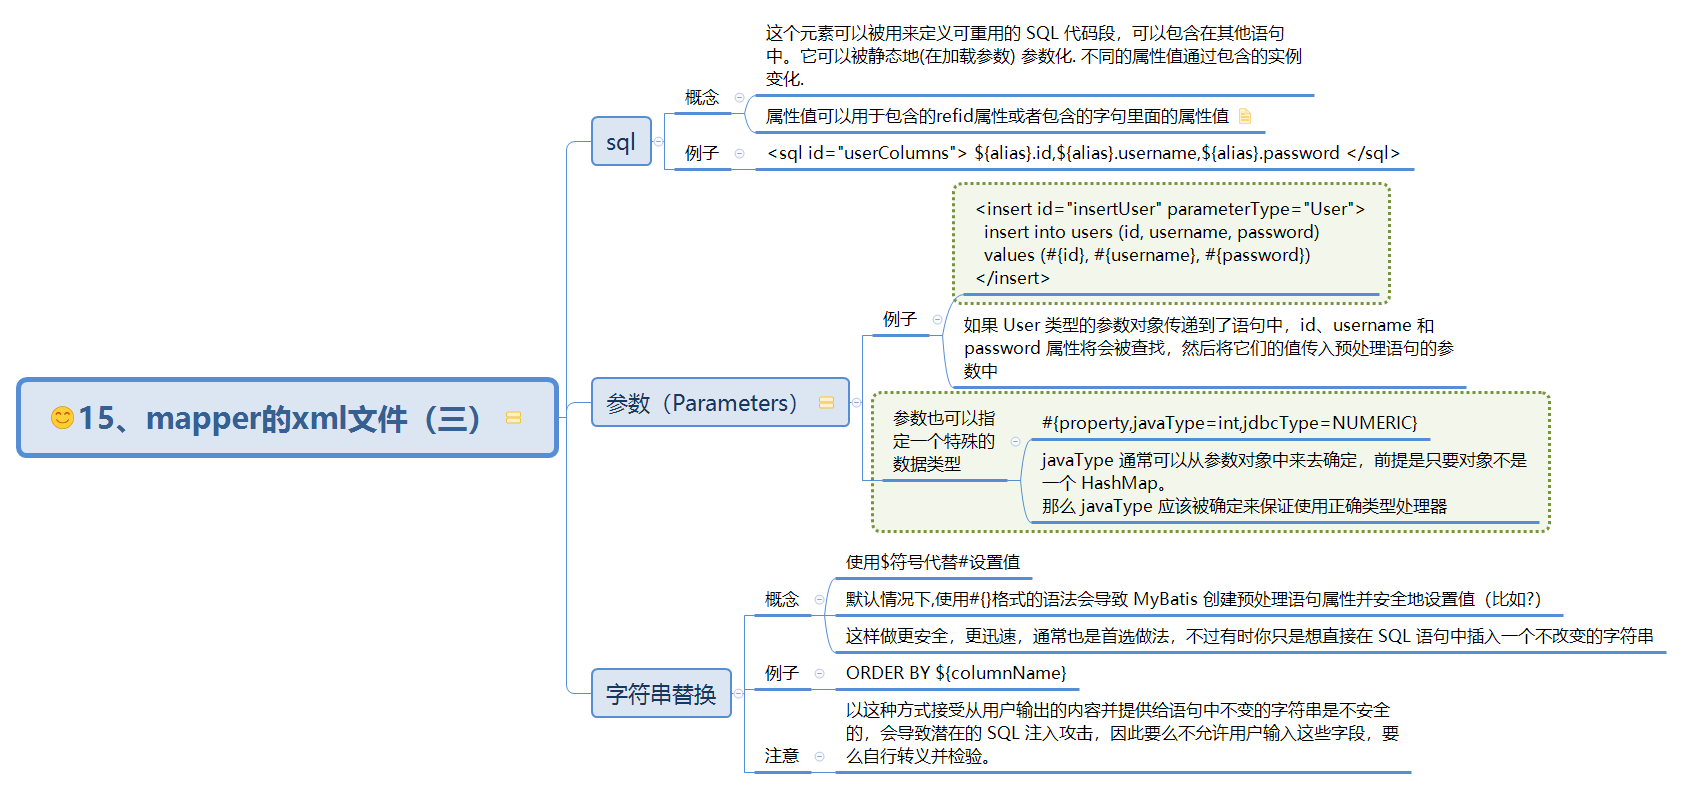 😊15、mapper的xml文件（三）
sql
概念
这个元素可以被用来定义可重用的 SQL 代码段，可以包含在其他语句
中。它可以被静态地(在加载参数) 参数化. 不同的属性值通过包含的实例
变化.
属性值可以用于包含的refid属性或者包含的字句里面的属性值
例子
<sql id="userColumns"> ${alias}.id,${alias}.username,${alias}.password </sql>
参数（Parameters）
例子
<insert id="insertUser" parameterType="User">
insert into users (id, username, password)
values (#{id}, #{username}, #{password})
</insert>
如果 User 类型的参数对象传递到了语句中，id、username 和
password 属性将会被查找，然后将它们的值传入预处理语句的参
数中
参数也可以指
定一个特殊的
数据类型
#{property,javaType=int,jdbcType=NUMERIC}
javaType 通常可以从参数对象中来去确定，前提是只要对象不是
一个 HashMap。
那么 javaType 应该被确定来保证使用正确类型处理器
字符串替换
概念
使用$符号代替#设置值
默认情况下,使用#{}格式的语法会导致 MyBatis 创建预处理语句属性并安全地设置值（比如?）
这样做更安全，更迅速，通常也是首选做法，不过有时你只是想直接在 SQL 语句中插入一个不改变的字符串
例子
ORDER BY ${columnName}
注意
以这种方式接受从用户输出的内容并提供给语句中不变的字符串是不安全
的，会导致潜在的 SQL 注入攻击，因此要么不允许用户输入这些字段，要
么自行转义并检验。